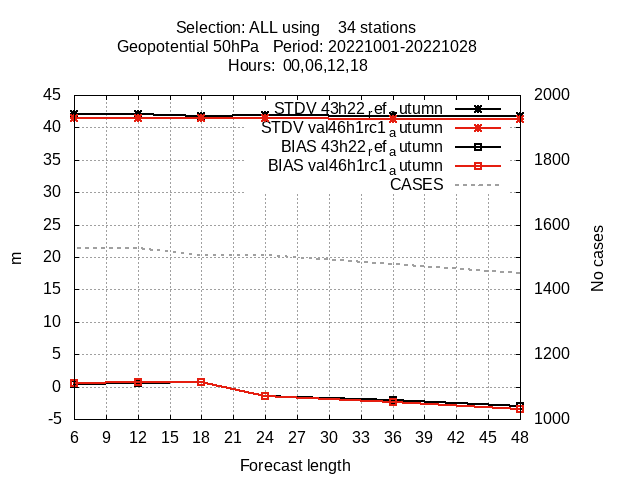 Selection: ALL using 34 stations
Geopotential 50hPa Period: 20221001-20221028
Hours: 00,06,12,18
45 2000
STDV 43h22ref_autumn
STDV val46h1rc1_autumn
BIAS 43h22ref_autumn
BIAS val46h1rc1_autumn
CASES
40
35 1800
30
25 1600
20
15 1400
10
5 1200
0
-5 1000
m
No cases
6 9 12 15 18 21 24 27 30 33 36 39 42 45 48
Forecast length